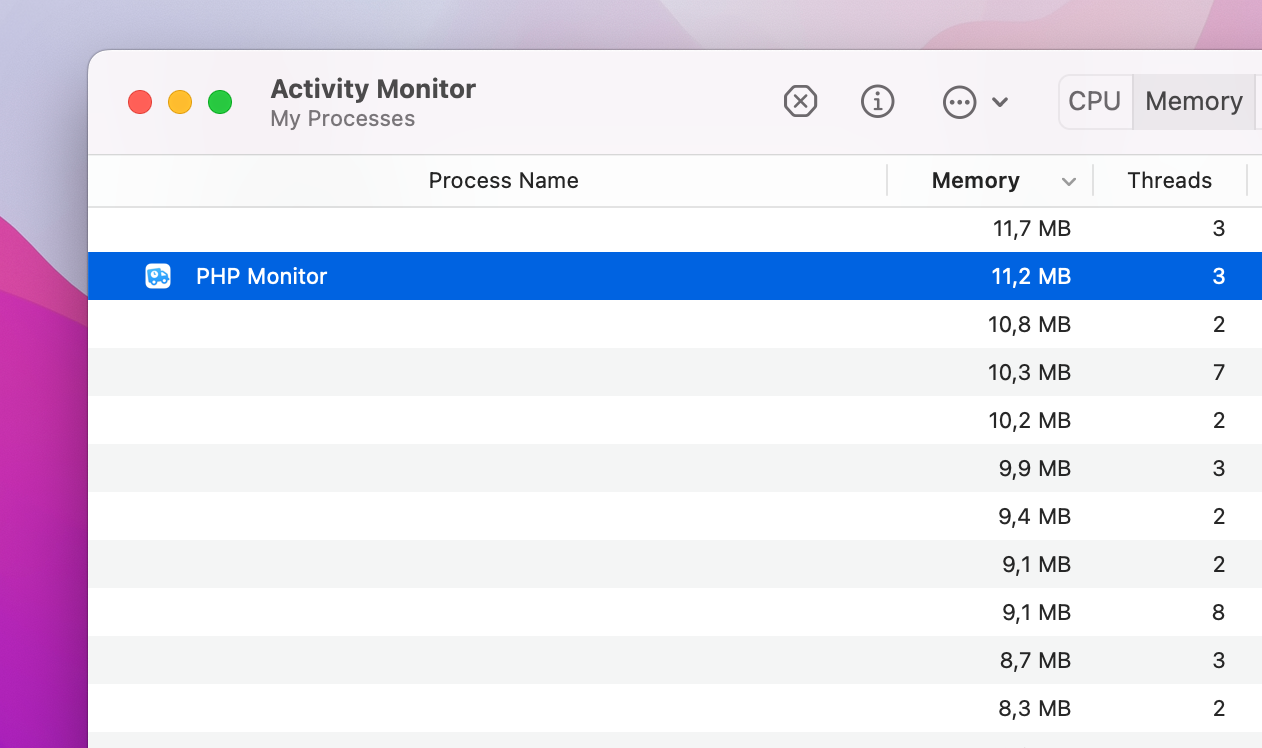 Activity Monitor
My Processes
CPU
Memory
Process Name Memory Threads
11,7 MB 3
PHP Monitor 11,2 MB 3
10,8 MB 2
10,3 MB 7
10,2 MB 2
9,9 MB 3
9,4 MB 2
9,1 MB 2
9,1 MB 8
8,7 MB 3
8,3 MB 2